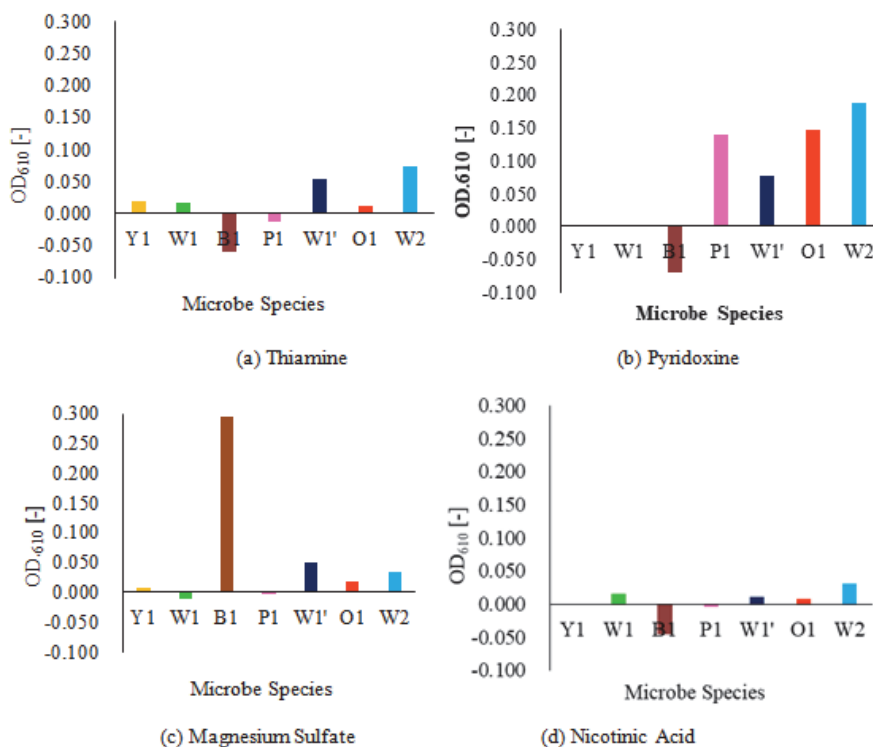 0.300
0.250
0.200
0.150
0.100
0.050
0.000
-0.050
-0.100
OD610 [-]
Y1 W1 B1 P1 W1' O1 W2
Microbe Species
(a) Thiamine
0.300
0.250
0.200
0.150
0.100
0.050
0.000
-0.050
-0.100
OD.610 [-]
Y1 W1 B1 P1 W1' O1 W2
Microbe Species
(b) Pyridoxine
0.300
0.250
0.200
0.150
0.100
0.050
0.000
-0.050
-0.100
OD.610 [-]
Y1 W1 B1 P1 W1' O1 W2
Microbe Species
(c) Magnesium Sulfate
0.300
0.250
0.200
0.150
0.100
0.050
0.000
-0.050
-0.100
OD610 [-]
Y1 W1 B1 P1 W1' O1 W2
Microbe Species
(d) Nicotinic Acid